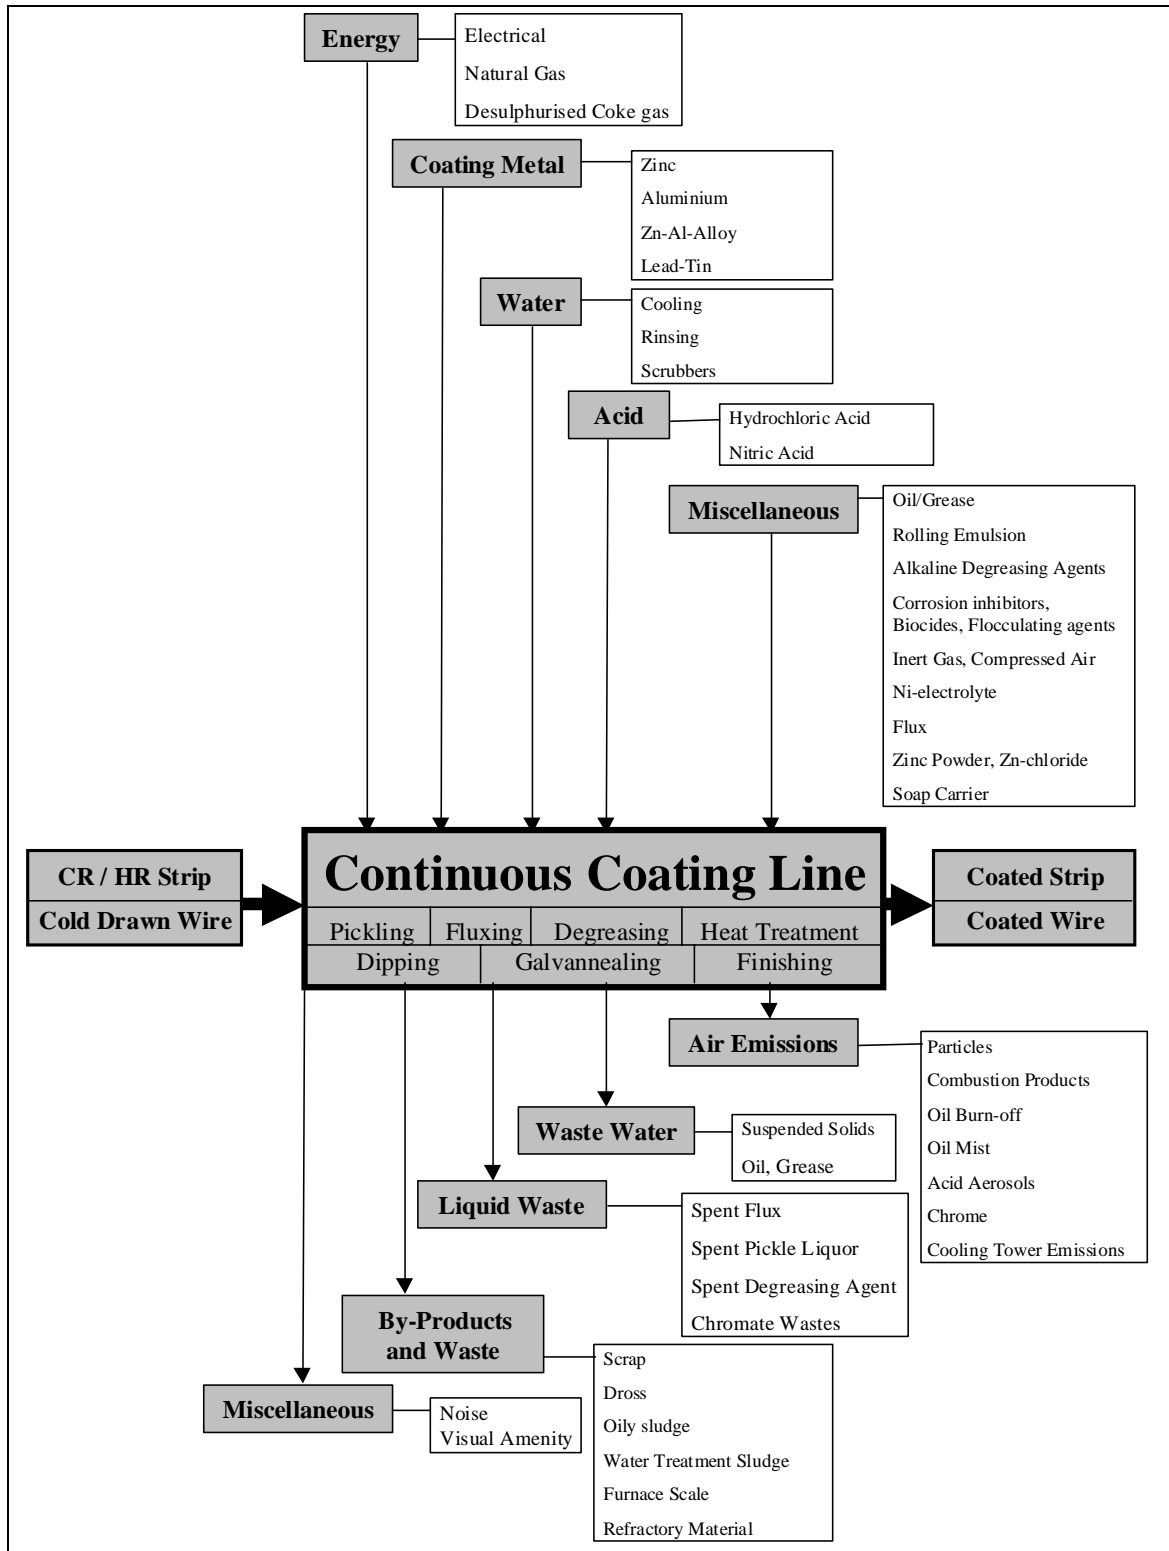 Energy
Electrical
Natural Gas
Desulphurised Coke gas
Coating Metal
Zinc
Aluminium
Zn-Al-Alloy
Lead-Tin
Water
Cooling
Rinsing
Scrubbers
Acid
Hydrochloric Acid
Nitric Acid
Miscellaneous
Oil/Grease
Rolling Emulsion
Alkaline Degreasing Agents
Corrosion inhibitors,
Biocides, Flocculating agents
Inert Gas, Compressed Air
Ni-electrolyte
Flux
Zinc Powder, Zn-chloride
Soap Carrier
CR / HR Strip
Cold Drawn Wire
Continuous Coating Line
Pickling Fluxing Degreasing Heat Treatment
Dipping Galvannealing Finishing
Coated Strip
Coated Wire
Air Emissions
Particles
Combustion Products
Oil Burn-off
Oil Mist
Acid Aerosols
Chrome
Cooling Tower Emissions
Waste Water
Suspended Solids
Oil, Grease
Liquid Waste
Spent Flux
Spent Pickle Liquor
Spent Degreasing Agent
Chromate Wastes
By-Products
and Waste
Scrap
Dross
Oily sludge
Water Treatment Sludge
Furnace Scale
Refractory Material
Miscellaneous
Noise
Visual Amenity